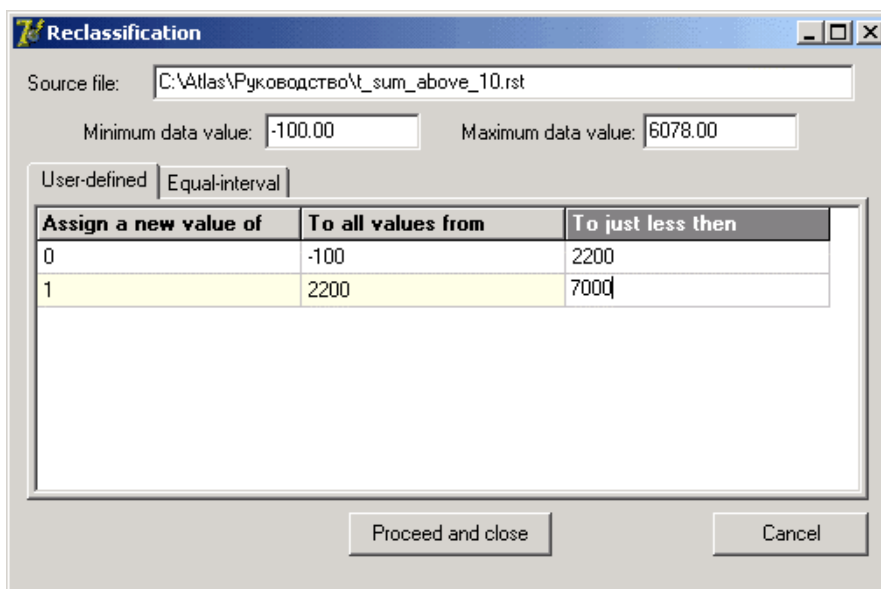 Reclassification
Source file: C:\Atlas\Руководство\t_sum_above_10.rst
Minimum data value: -100.00 Maximum data value: 6078.00
User-defined Equal-interval
Assign a new value of To all values from To just less then
0 -100 2200
1 2200 7000
Proceed and close Cancel